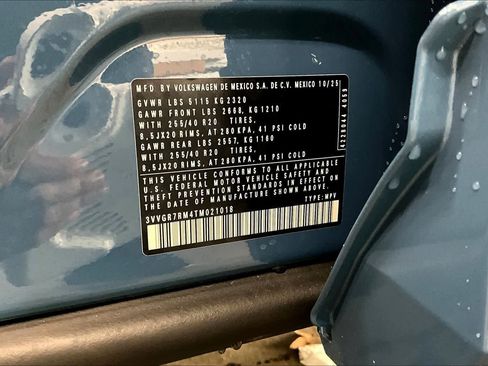 MFD BY VOLKSWAGEN DE MEXICO S.A. DE C.V. MEXICO 10/25
GVWR LBS 5115 KG 2320
GAWR FRONT LBS 2668, KG 1210
WITH 255/40 R20 TIRES,
8,5JX20 RIMS, AT 280 KPA, 41 PSI COLD
GAWR REAR LBS 2557, KG 1160
WITH 255/40 R20 TIRES,
8,5JX20 RIMS, AT 280 KPA, 41 PSI COLD
THIS VEHICLE CONFORMS TO ALL APPLICABLE
U.S. FEDERAL MOTOR VEHICLE SAFETY AND
THEFT PREVENTION STANDARDS IN EFFECT ON
THE DATE OF MANUFACTURE SHOWN ABOVE
3VVGR7RM4TM021018
TYPE: MPV
4228044 4053